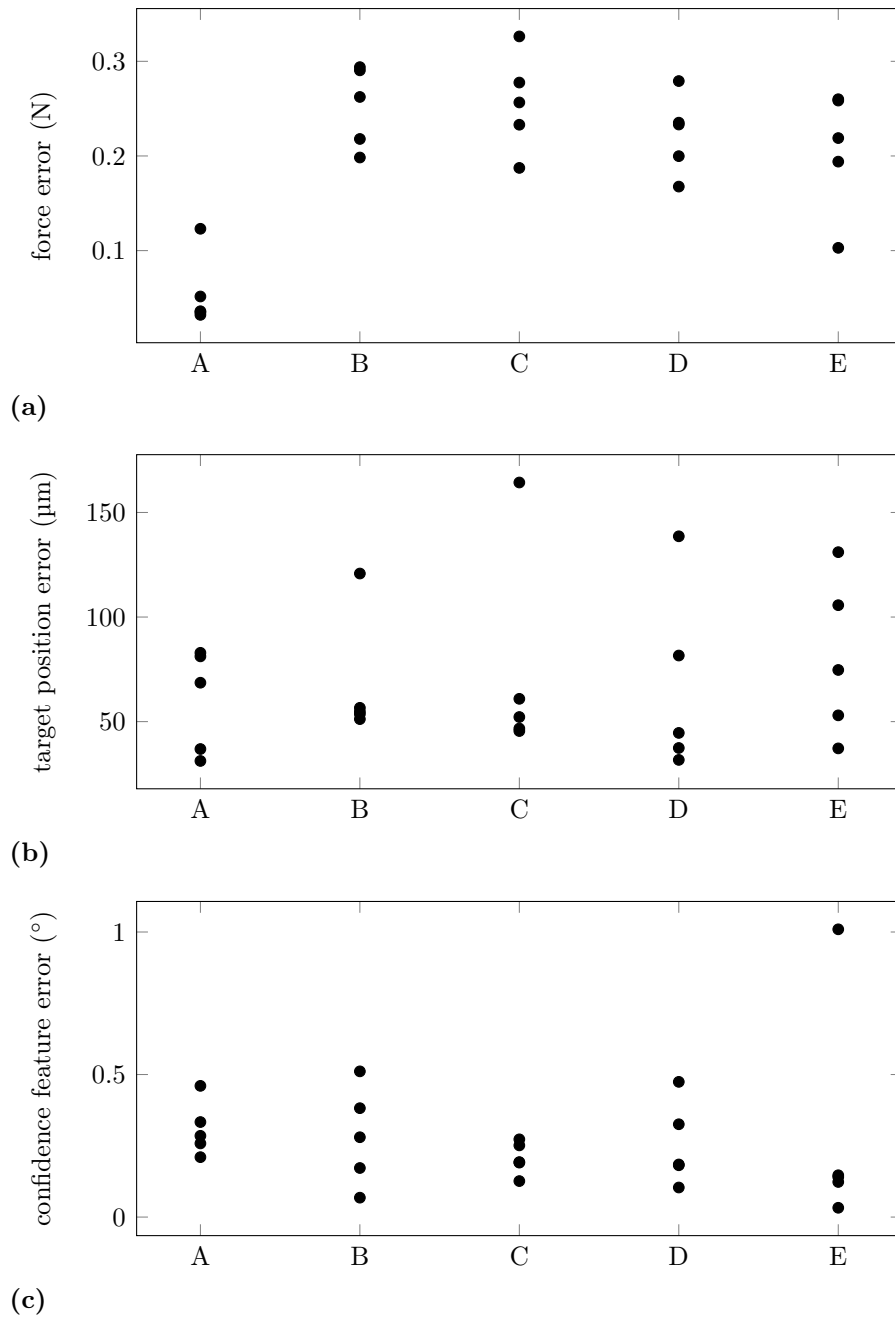 force error (N)
0.3
0.2
0.1
A B C D E
(a)
target position error (µm)
150
100
50
A B C D E
(b)
confidence feature error (°)
1
0.5
0
A B C D E
(c)